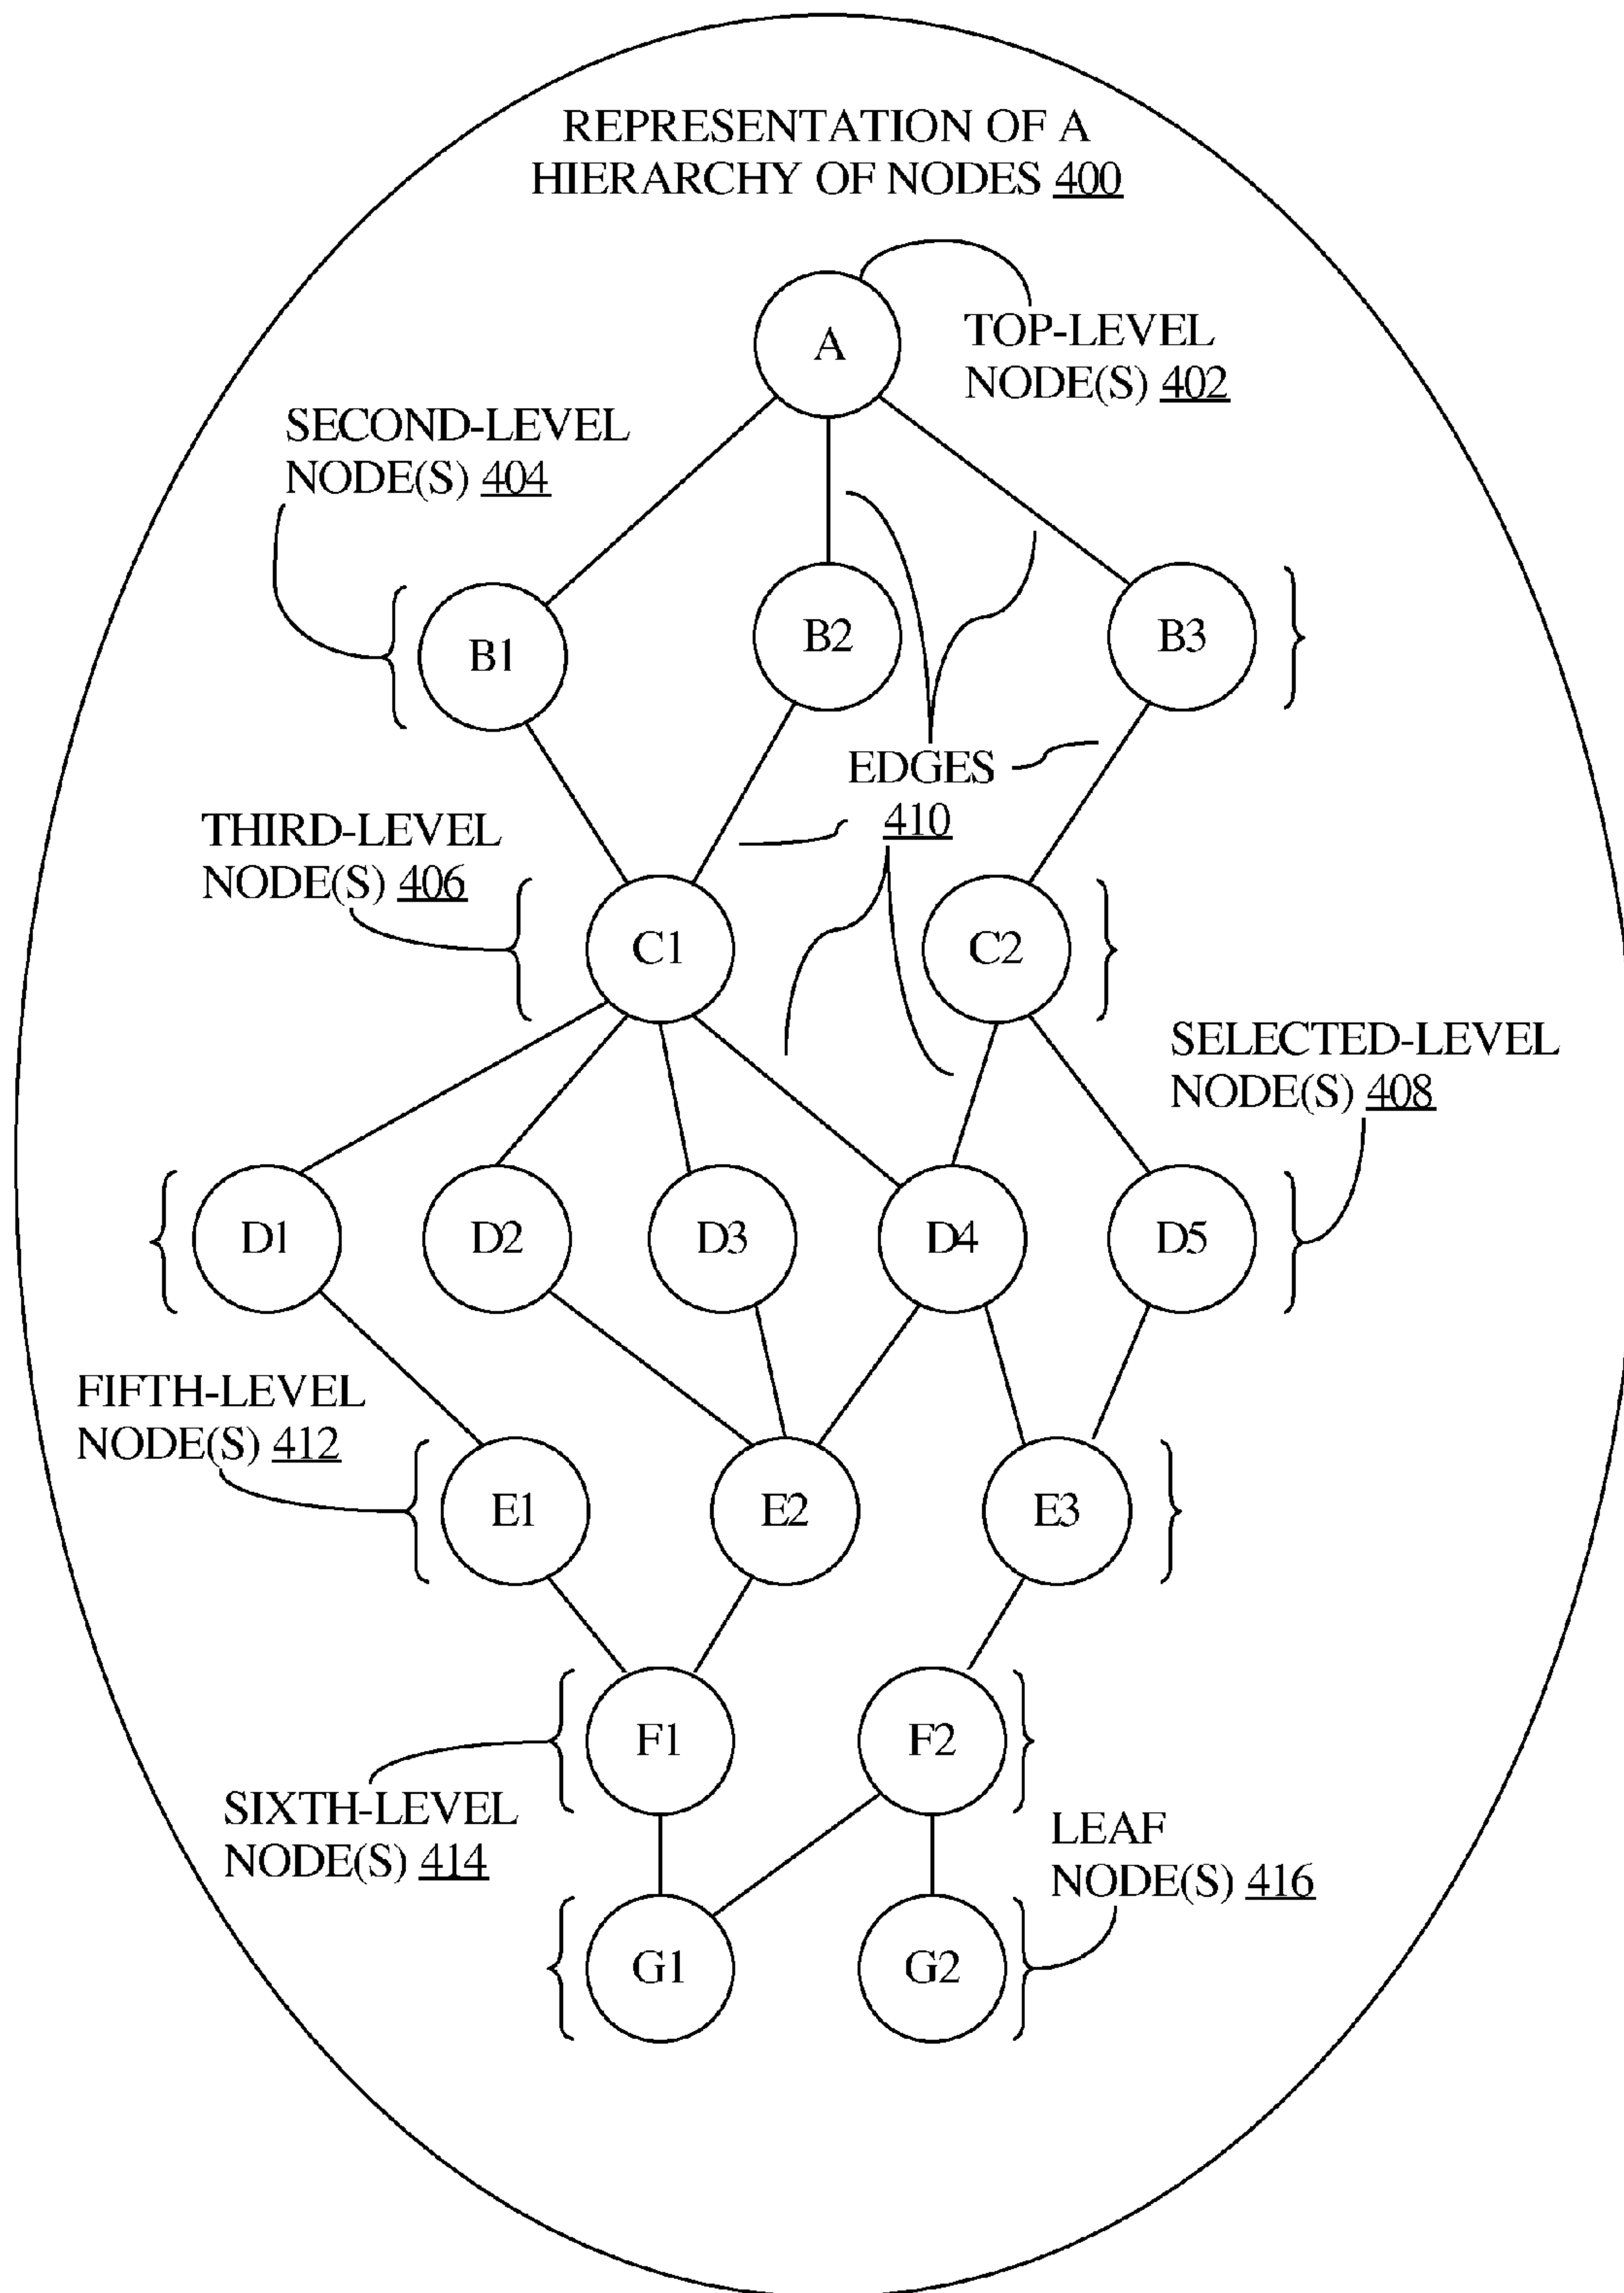 REPRESENTATION OF A
HIERARCHY OF NODES 400
A
TOP-LEVEL
NODE(S) 402
SECOND-LEVEL
NODE(S) 404
B1
B2
B3
EDGES
410
THIRD-LEVEL
NODE(S) 406
C1
C2
SELECTED-LEVEL
NODE(S) 408
D1
D2
D3
D4
D5
FIFTH-LEVEL
NODE(S) 412
E1
E2
E3
F1
F2
SIXTH-LEVEL
NODE(S) 414
LEAF
NODE(S) 416
G1
G2